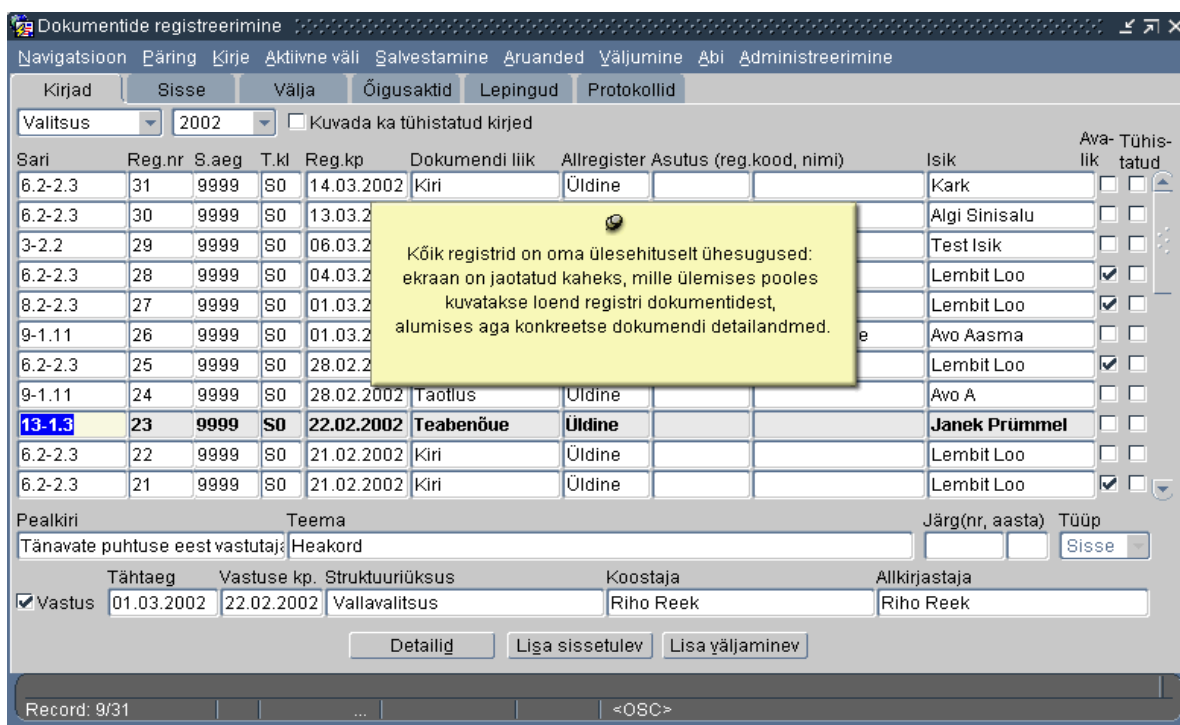 Dokumentide registreerimine
Navigatsioon Päring Kirje Aktiivne väli Salvestamine Aruanded Väljumine Abi Administreerimine
Kirjad Sisse Välja Õigusaktid Lepingud Protokollid
Valitsus 2002 Kuvada ka tühistatud kirjed
Sari Reg.nr S.aeg T.kl Reg.kp Dokumendi liik Allregister Asutus (reg.kood, nimi) Isik Ava-lik Tühis-tatud
6.2-2.3 31 9999 S0 14.03.2002 Kiri Üldine Kark
6.2-2.3 30 9999 S0 13.03.2 Algi Sinisalu
3-2.2 29 9999 S0 06.03.2 Test Isik
6.2-2.3 28 9999 S0 04.03.2 Lembit Loo
8.2-2.3 27 9999 S0 01.03.2 Lembit Loo
9-1.11 26 9999 S0 01.03.2 e Avo Aasma
6.2-2.3 25 9999 S0 28.02.2 Lembit Loo
9-1.11 24 9999 S0 28.02.2002 Taotlus Üldine Avo A
13-1.3 23 9999 S0 22.02.2002 Teabenõue Üldine Janek Prümmel
6.2-2.3 22 9999 S0 21.02.2002 Kiri Üldine Lembit Loo
6.2-2.3 21 9999 S0 21.02.2002 Kiri Üldine Lembit Loo
Kõik registrid on oma ülesehituselt ühesugused:
ekraan on jaotatud kaheks, mille ülemises pooles
kuvatakse loend registri dokumentidest,
alumises aga konkreetse dokumendi detailandmed.
Pealkiri Teema Järg(nr, aasta) Tüüp
Tänavate puhtuse eest vastutaja Heakord Sisse
Tähtaeg Vastuse kp. Struktuuriüksus Koostaja Allkirjastaja
Vastus 01.03.2002 22.02.2002 Vallavalitsus Riho Reek Riho Reek
Detailid Lisa sissetulev Lisa väljaminev
Record: 9/31 ... <OSC>